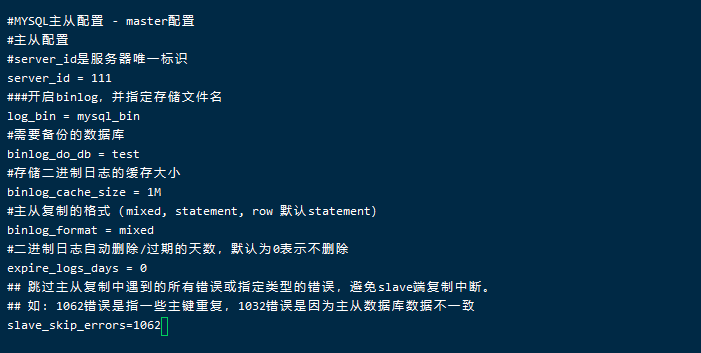 #MYSQL主从配置 - master配置
#主从配置
#server_id是服务器唯一标识
server_id = 111
###开启binlog，并指定存储文件名
log_bin = mysql_bin
#需要备份的数据库
binlog_do_db = test
#存储二进制日志的缓存大小
binlog_cache_size = 1M
#主从复制的格式 (mixed, statement, row 默认statement)
binlog_format = mixed
#二进制日志自动删除/过期的天数，默认为0表示不删除
expire_logs_days = 0
## 跳过主从复制中遇到的所有错误或指定类型的错误，避免slave端复制中断。
## 如：1062错误是指一些主键重复，1032错误是因为主从数据库数据不一致
slave_skip_errors=1062